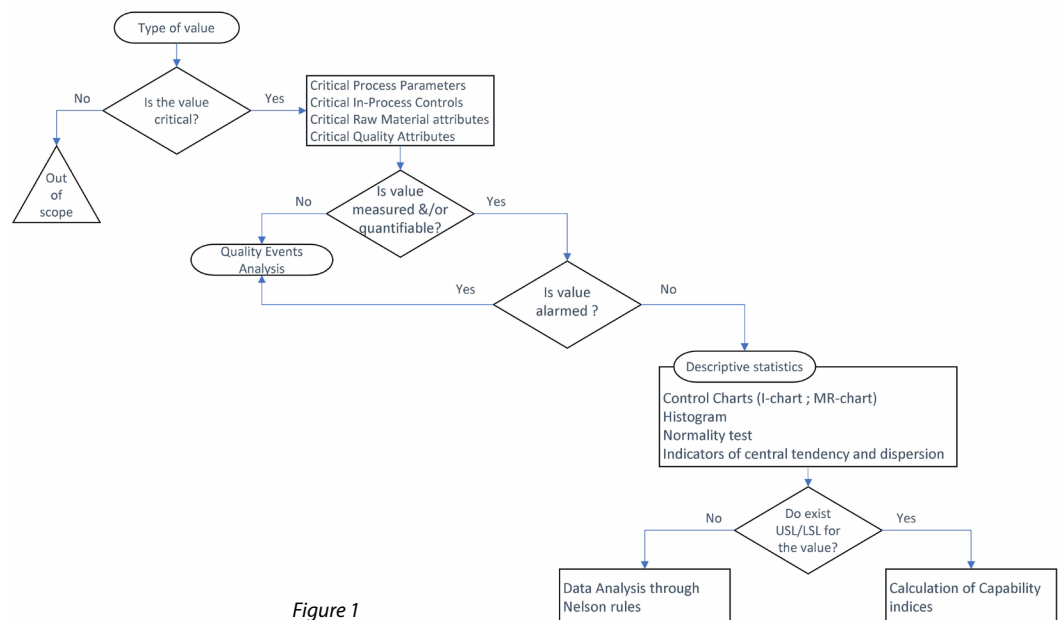 Type of value
Is the value
critical?
No
Yes
Critical Process Parameters
Critical In-Process Controls
Critical Raw Material attributes
Critical Quality Attributes
Out
of
scope
Is value
measured &/or
quantifiable?
No
Yes
Quality Events
Analysis
Is value
alarmed ?
Yes
No
Descriptive statistics
Control Charts (I-chart ; MR-chart)
Histogram
Normality test
Indicators of central tendency and dispersion
Do exist
USL/LSL for
the value?
No
Yes
Data Analysis through
Nelson rules
Calculation of Capability
indices
Figure 1